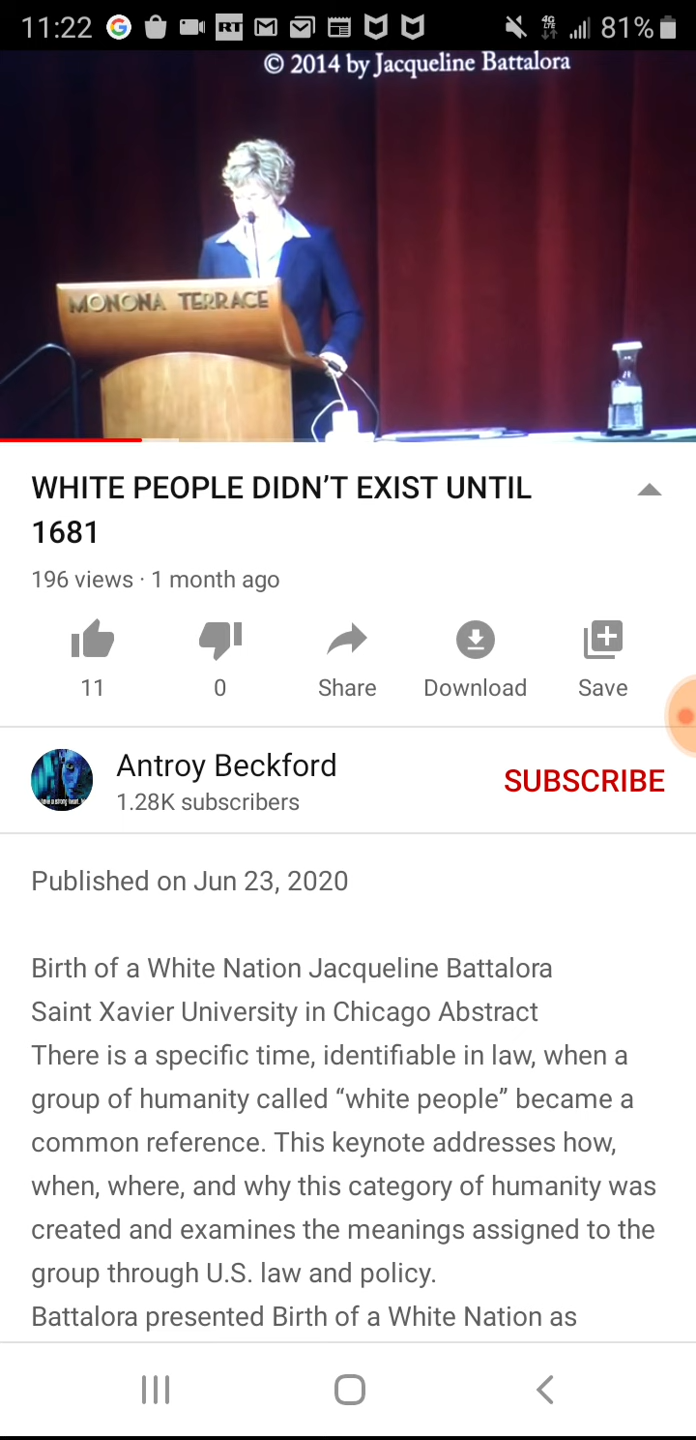 11:22 RT 4G LTE 81%
© 2014 by Jacqueline Battalora
MONONA TERRACE
WHITE PEOPLE DIDN’T EXIST UNTIL
1681
196 views · 1 month ago
11 0 Share Download Save
Antroy Beckford
1.28K subscribers
SUBSCRIBE
Published on Jun 23, 2020
Birth of a White Nation Jacqueline Battalora
Saint Xavier University in Chicago Abstract
There is a specific time, identifiable in law, when a
group of humanity called “white people” became a
common reference. This keynote addresses how,
when, where, and why this category of humanity was
created and examines the meanings assigned to the
group through U.S. law and policy.
Battalora presented Birth of a White Nation as